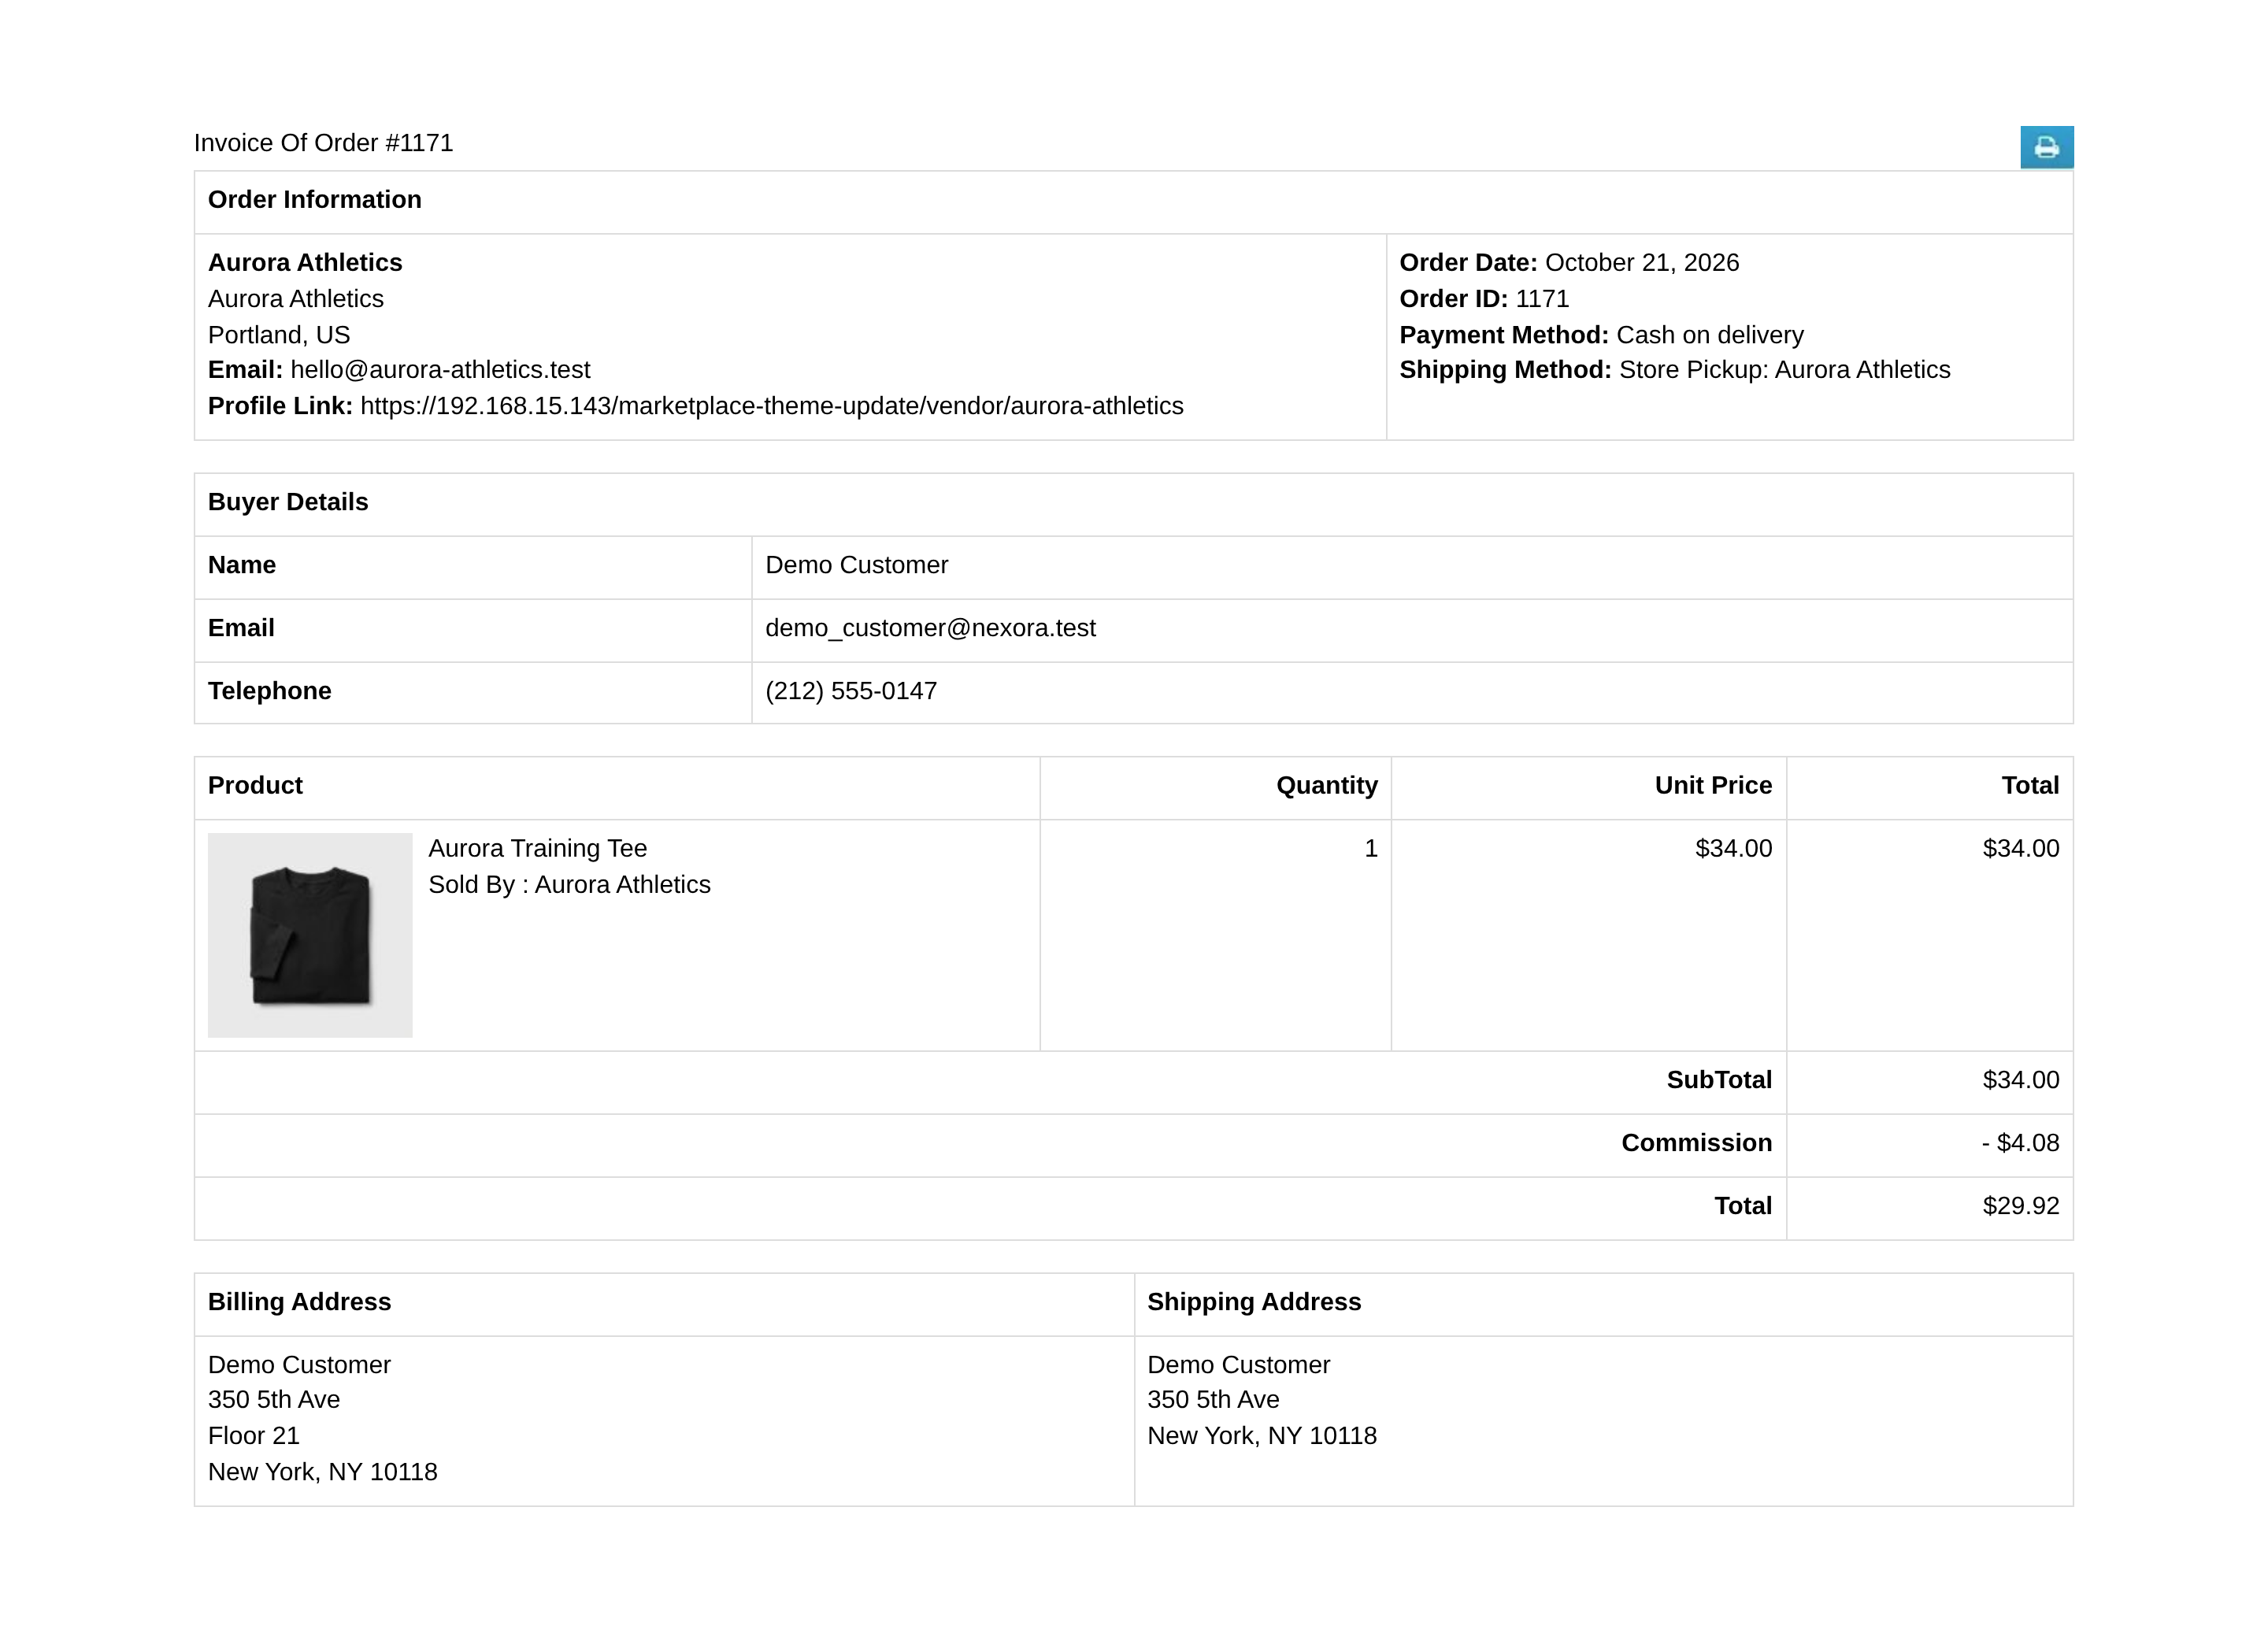 Invoice Of Order #1171
Order Information
Aurora Athletics
Aurora Athletics
Portland, US
Email: hello@aurora-athletics.test
Profile Link: https://192.168.15.143/marketplace-theme-update/vendor/aurora-athletics
Order Date: October 21, 2026
Order ID: 1171
Payment Method: Cash on delivery
Shipping Method: Store Pickup: Aurora Athletics
Buyer Details
Name Demo Customer
Email demo_customer@nexora.test
Telephone (212) 555-0147
Product Quantity Unit Price Total
Aurora Training Tee 1 $34.00 $34.00
Sold By : Aurora Athletics
SubTotal $34.00
Commission - $4.08
Total $29.92
Billing Address
Demo Customer
350 5th Ave
Floor 21
New York, NY 10118
Shipping Address
Demo Customer
350 5th Ave
New York, NY 10118